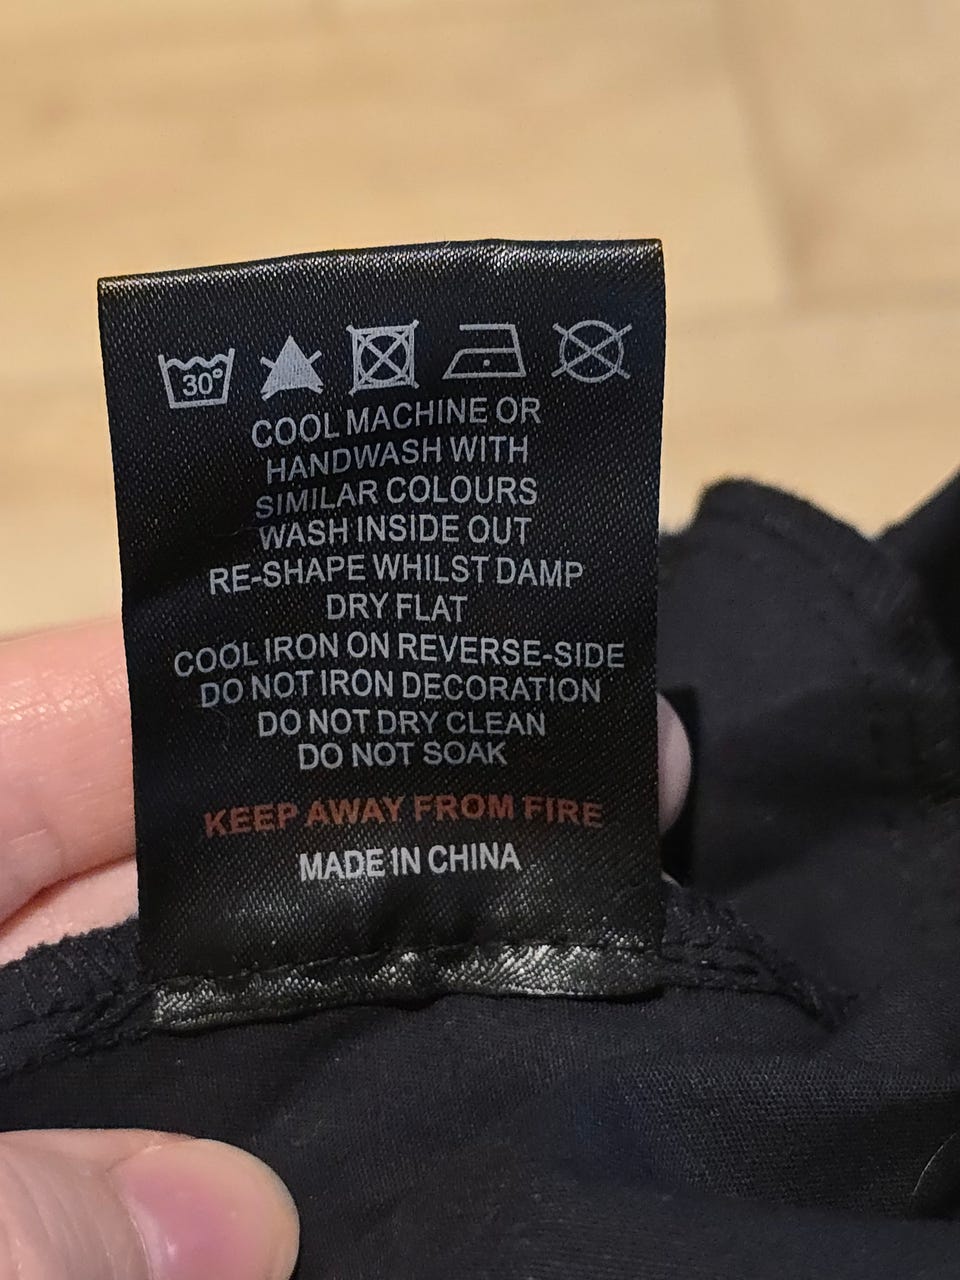 30°
COOL MACHINE OR
HANDWASH WITH
SIMILAR COLOURS
WASH INSIDE OUT
RE-SHAPE WHILST DAMP
DRY FLAT
COOL IRON ON REVERSE-SIDE
DO NOT IRON DECORATION
DO NOT DRY CLEAN
DO NOT SOAK
KEEP AWAY FROM FIRE
MADE IN CHINA